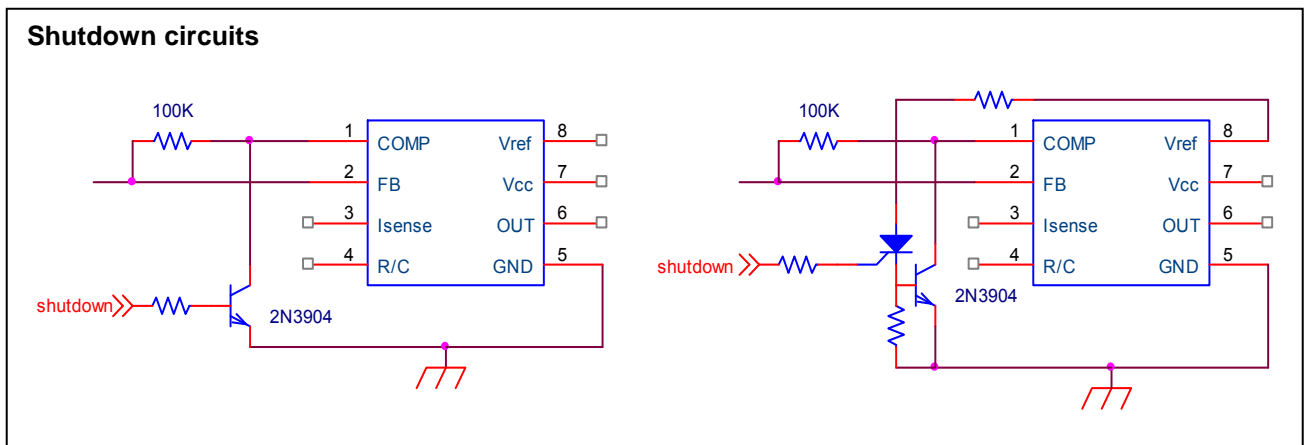 Shutdown circuits
100K
1 COMP Vref 8
2 FB Vcc 7
3 Isense OUT 6
4 R/C GND 5
shutdown
2N3904
100K
1 COMP Vref 8
2 FB Vcc 7
3 Isense OUT 6
4 R/C GND 5
shutdown
2N3904